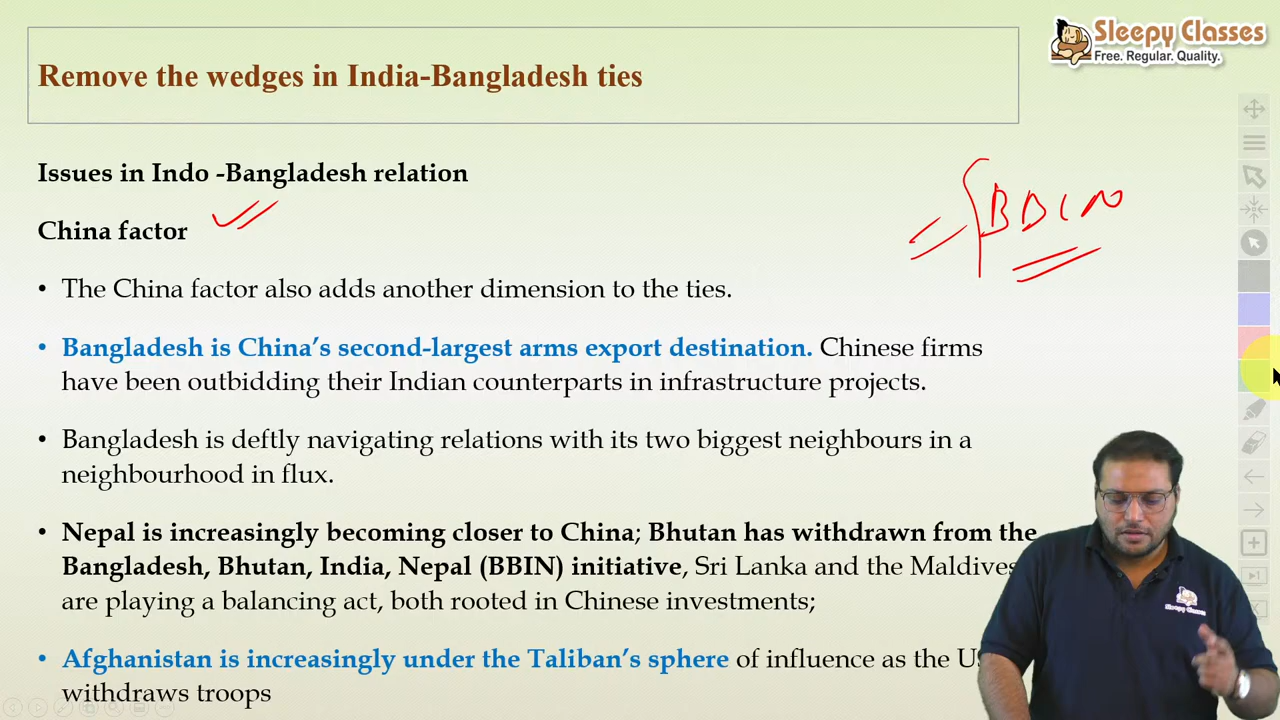 Sleepy Classes
Free. Regular. Quality.
Remove the wedges in India-Bangladesh ties
Issues in Indo -Bangladesh relation
BBIN
China factor
• The China factor also adds another dimension to the ties.
• Bangladesh is China’s second-largest arms export destination. Chinese firms
have been outbidding their Indian counterparts in infrastructure projects.
• Bangladesh is deftly navigating relations with its two biggest neighbours in a
neighbourhood in flux.
• Nepal is increasingly becoming closer to China; Bhutan has withdrawn from the
Bangladesh, Bhutan, India, Nepal (BBIN) initiative, Sri Lanka and the Maldives
are playing a balancing act, both rooted in Chinese investments;
• Afghanistan is increasingly under the Taliban’s sphere of influence as the US
withdraws troops
Sleepy Classes